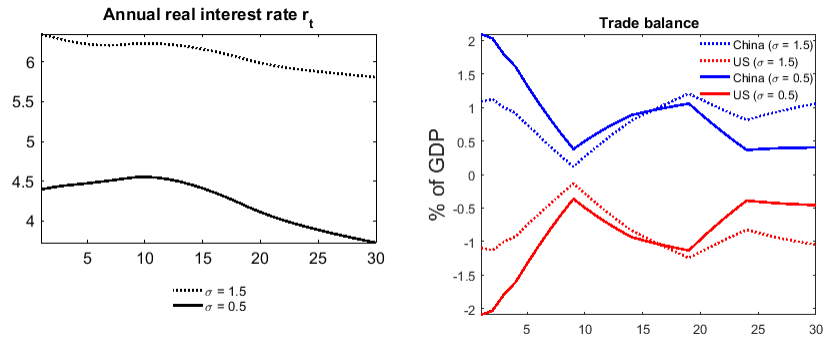 Annual real interest rate r_t
6
5.5
5
4.5
4
5
10
15
20
25
30
σ = 1.5
σ = 0.5
Trade balance
% of GDP
2
1.5
1
0.5
0
-0.5
-1
-1.5
-2
5
10
15
20
25
30
China (σ = 1.5)
US (σ = 1.5)
China (σ = 0.5)
US (σ = 0.5)